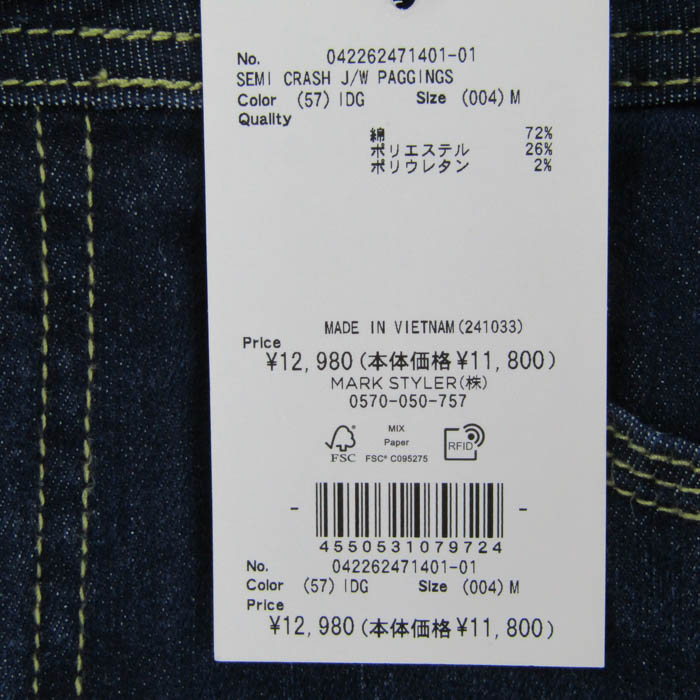 No. 042262471401-01
SEMI CRASH J/W PAGGINGS
Color (57) IDG Size (004) M
Quality
綿 72%
ポリエステル 26%
ポリウレタン 2%
MADE IN VIETNAM(241033)
Price
¥12,980(本体価格¥11,800)
MARK STYLER(株)
0570-050-757
FSC MIX Paper FSC® C095275 RFID
- -
4550531079724
No. 042262471401-01
Color (57) IDG Size (004) M
Price
¥12,980(本体価格¥11,800)